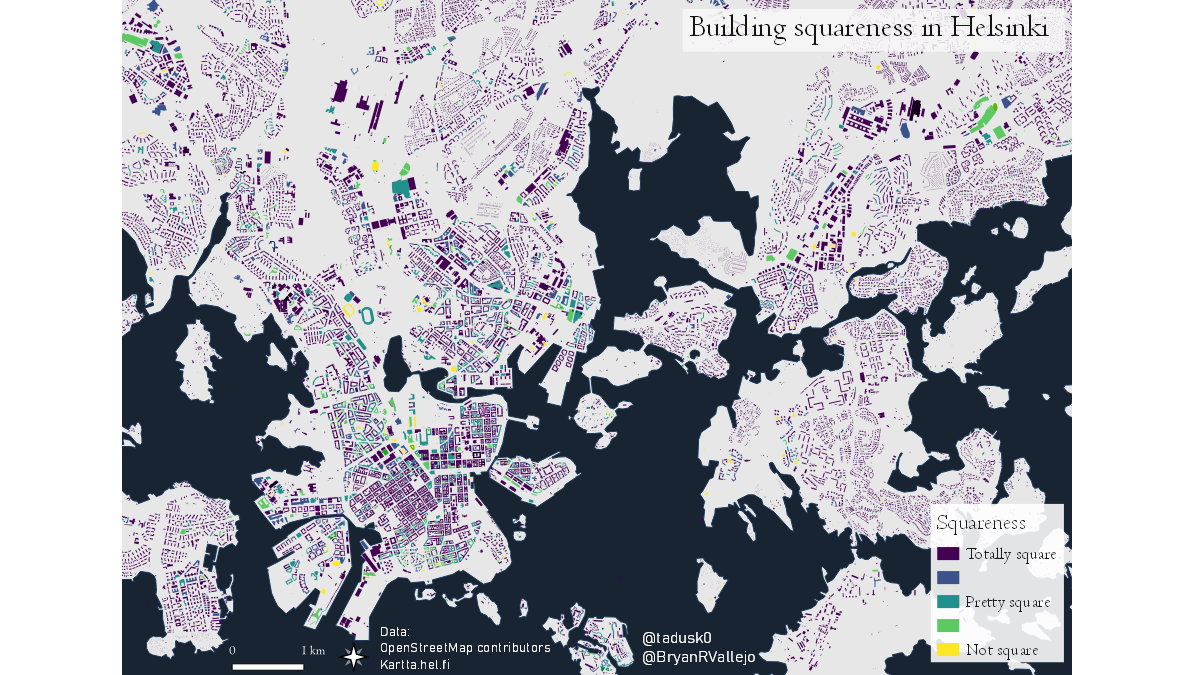 Building squareness in Helsinki
Squareness
Totally square
Pretty square
Not square
0 1 km
Data:
OpenStreetMap contributors
Kartta.hel.fi
@tadusk0
@BryanRVallejo